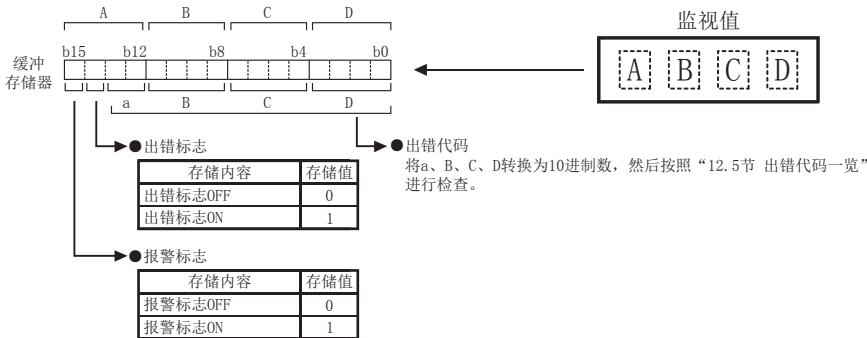 A B C D
监视值
b15 b12 b8 b4 b0
缓冲
存储器
A B C D
a B C D
●出错标志
存储内容 存储值
出错标志OFF 0
出错标志ON 1
●出错代码
将a、B、C、D转换为10进制数，然后按照“12.5节 出错代码一览”
进行检查。
●报警标志
存储内容 存储值
报警标志OFF 0
报警标志ON 1